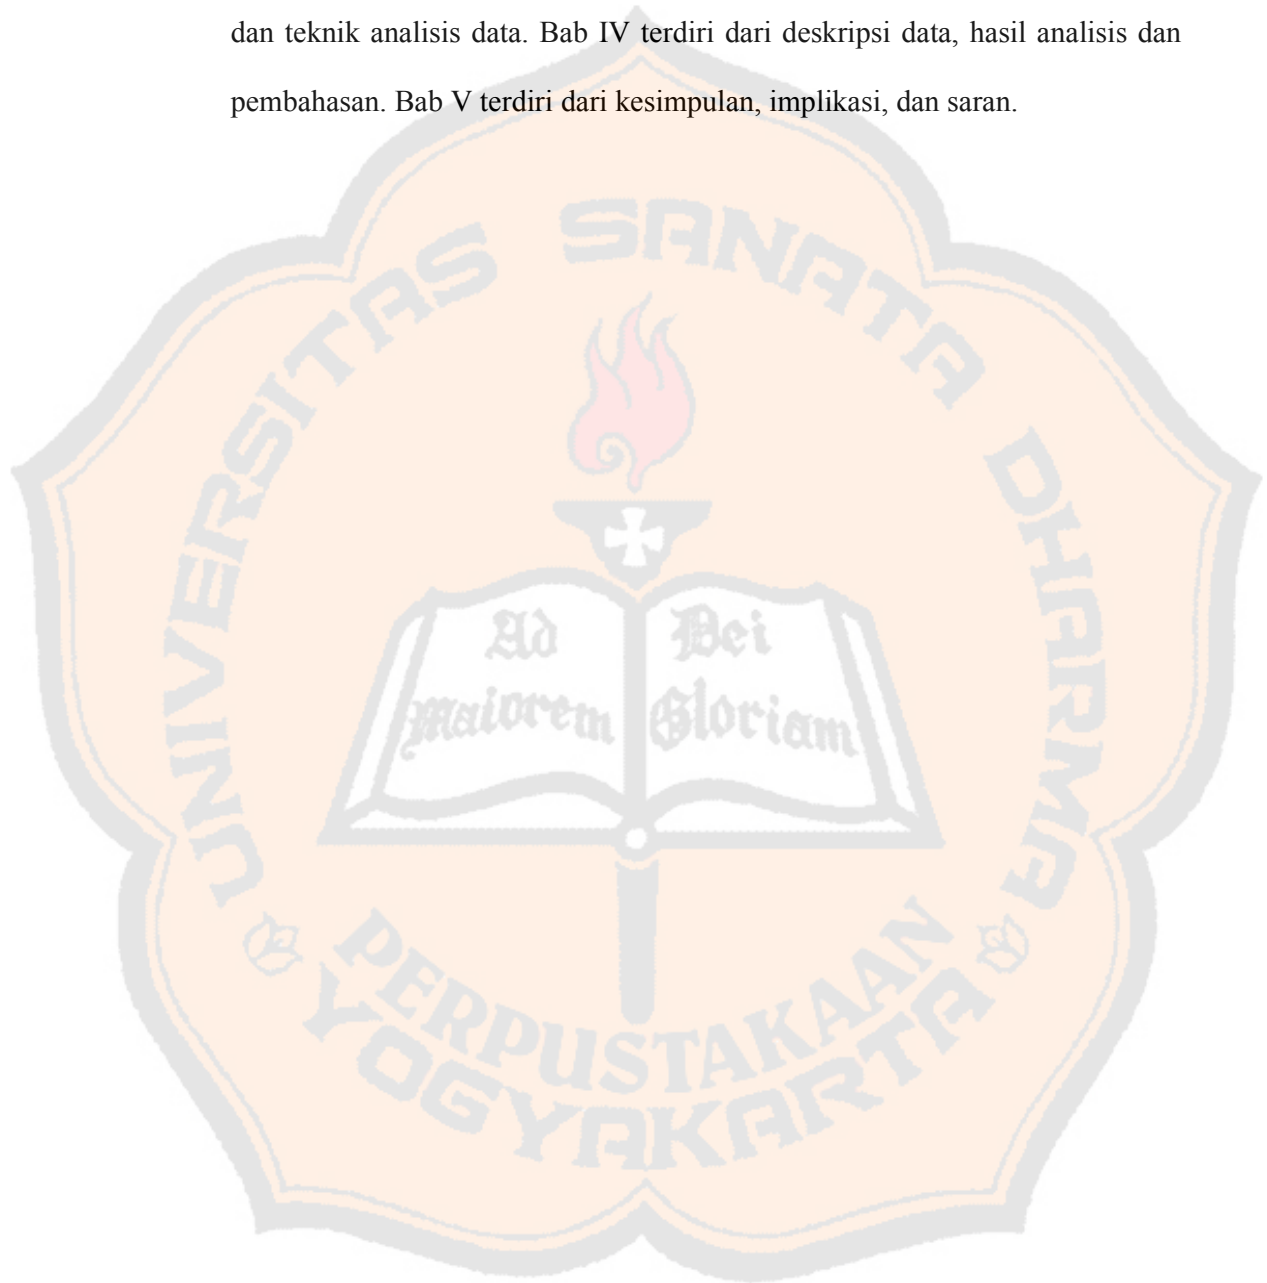 dan teknik analisis data. Bab IV terdiri dari deskripsi data, hasil analisis dan
pembahasan. Bab V terdiri dari kesimpulan, implikasi, dan saran.
UNIVERSITAS SANATA DHARMA
Ad
maiorem
Dei
Gloriam
PERPUSTAKAAN
YOGYAKARTA